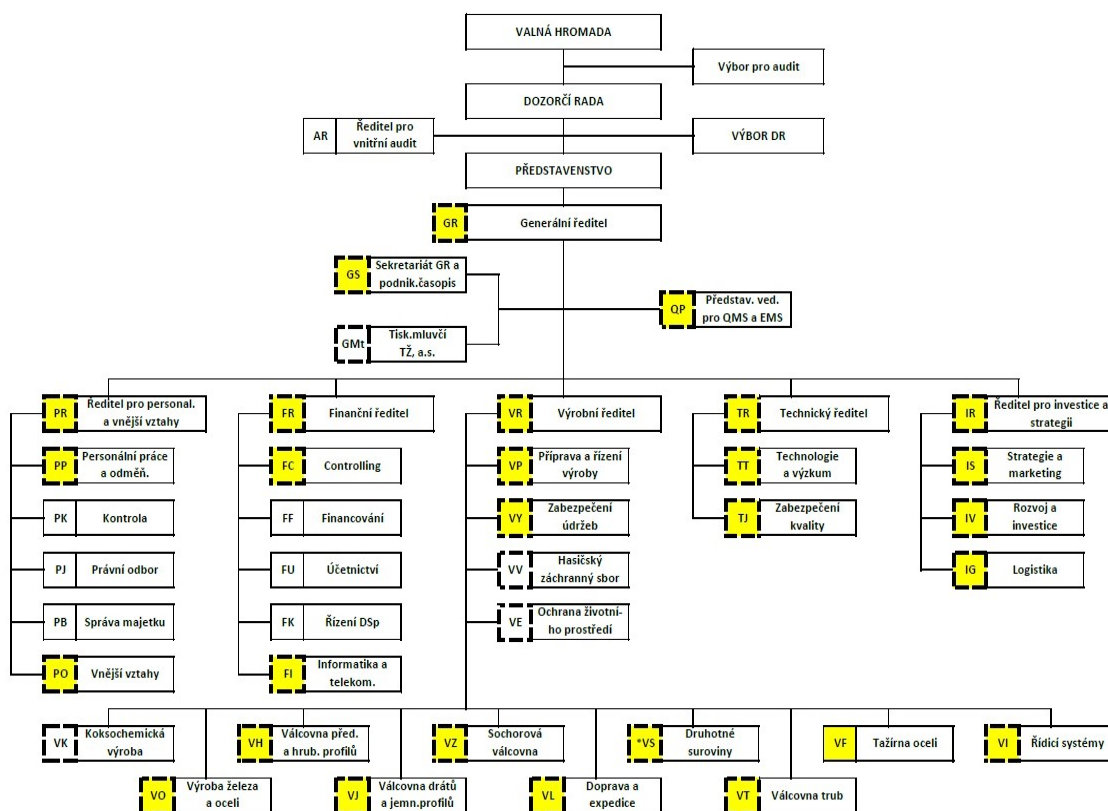 VALNÁ HROMADA
Výbor pro audit
DOZORČÍ RADA
AR
Ředitel pro
vnitřní audit
VÝBOR DR
PŘEDSTAVENSTVO
GR
Generální ředitel
GS
Sekretariát GR a
podnik.časopis
QP
Představ. ved.
pro QMS a EMS
GMt
Tisk.mluvčí
TŽ, a.s.
PR
Ředitel pro personal.
a vnější vztahy
FR
Finanční ředitel
VR
Výrobní ředitel
TR
Technický ředitel
IR
Ředitel pro investice a
strategii
PP
Personální práce
a odměň.
FC
Controlling
VP
Příprava a řízení
výroby
TT
Technologie
a výzkum
IS
Strategie a
marketing
PK
Kontrola
FF
Financování
VY
Zabezpečení
údržeb
TJ
Zabezpečení
kvality
IV
Rozvoj a
investice
PJ
Právní odbor
FU
Účetnictví
VV
Hasičský
záchranný sbor
IG
Logistika
PB
Správa majetku
FK
Řízení DSp
VE
Ochrana životní-
ho prostředí
PO
Vnější vztahy
FI
Informatika a
telekom.
VK
Koksochemická
výroba
VH
Válcovna před.
a hrub. profilů
VZ
Sochorová
válcovna
*VS
Druhotné
suroviny
VF
Tažírna oceli
VI
Řídicí systémy
VO
Výroba železa
a oceli
VJ
Válcovna drátů
a jemn.profilů
VL
Doprava a
expedice
VT
Válcovna trub